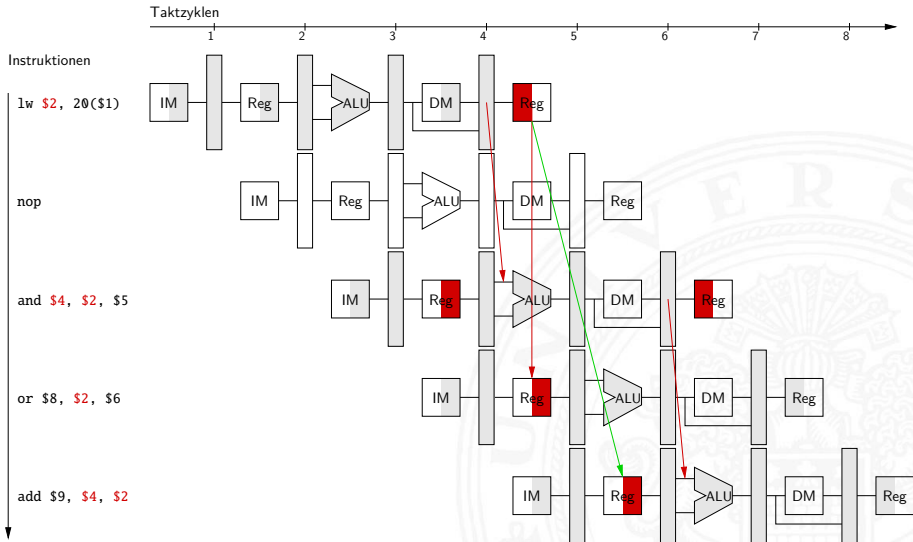 Taktzyklen
1 2 3 4 5 6 7 8
Instruktionen
lw $2, 20($1) IM Reg ALU DM Reg
nop IM Reg ALU DM Reg
and $4, $2, $5 IM Reg ALU DM Reg
or $8, $2, $6 IM Reg ALU DM Reg
add $9, $4, $2 IM Reg ALU DM Reg